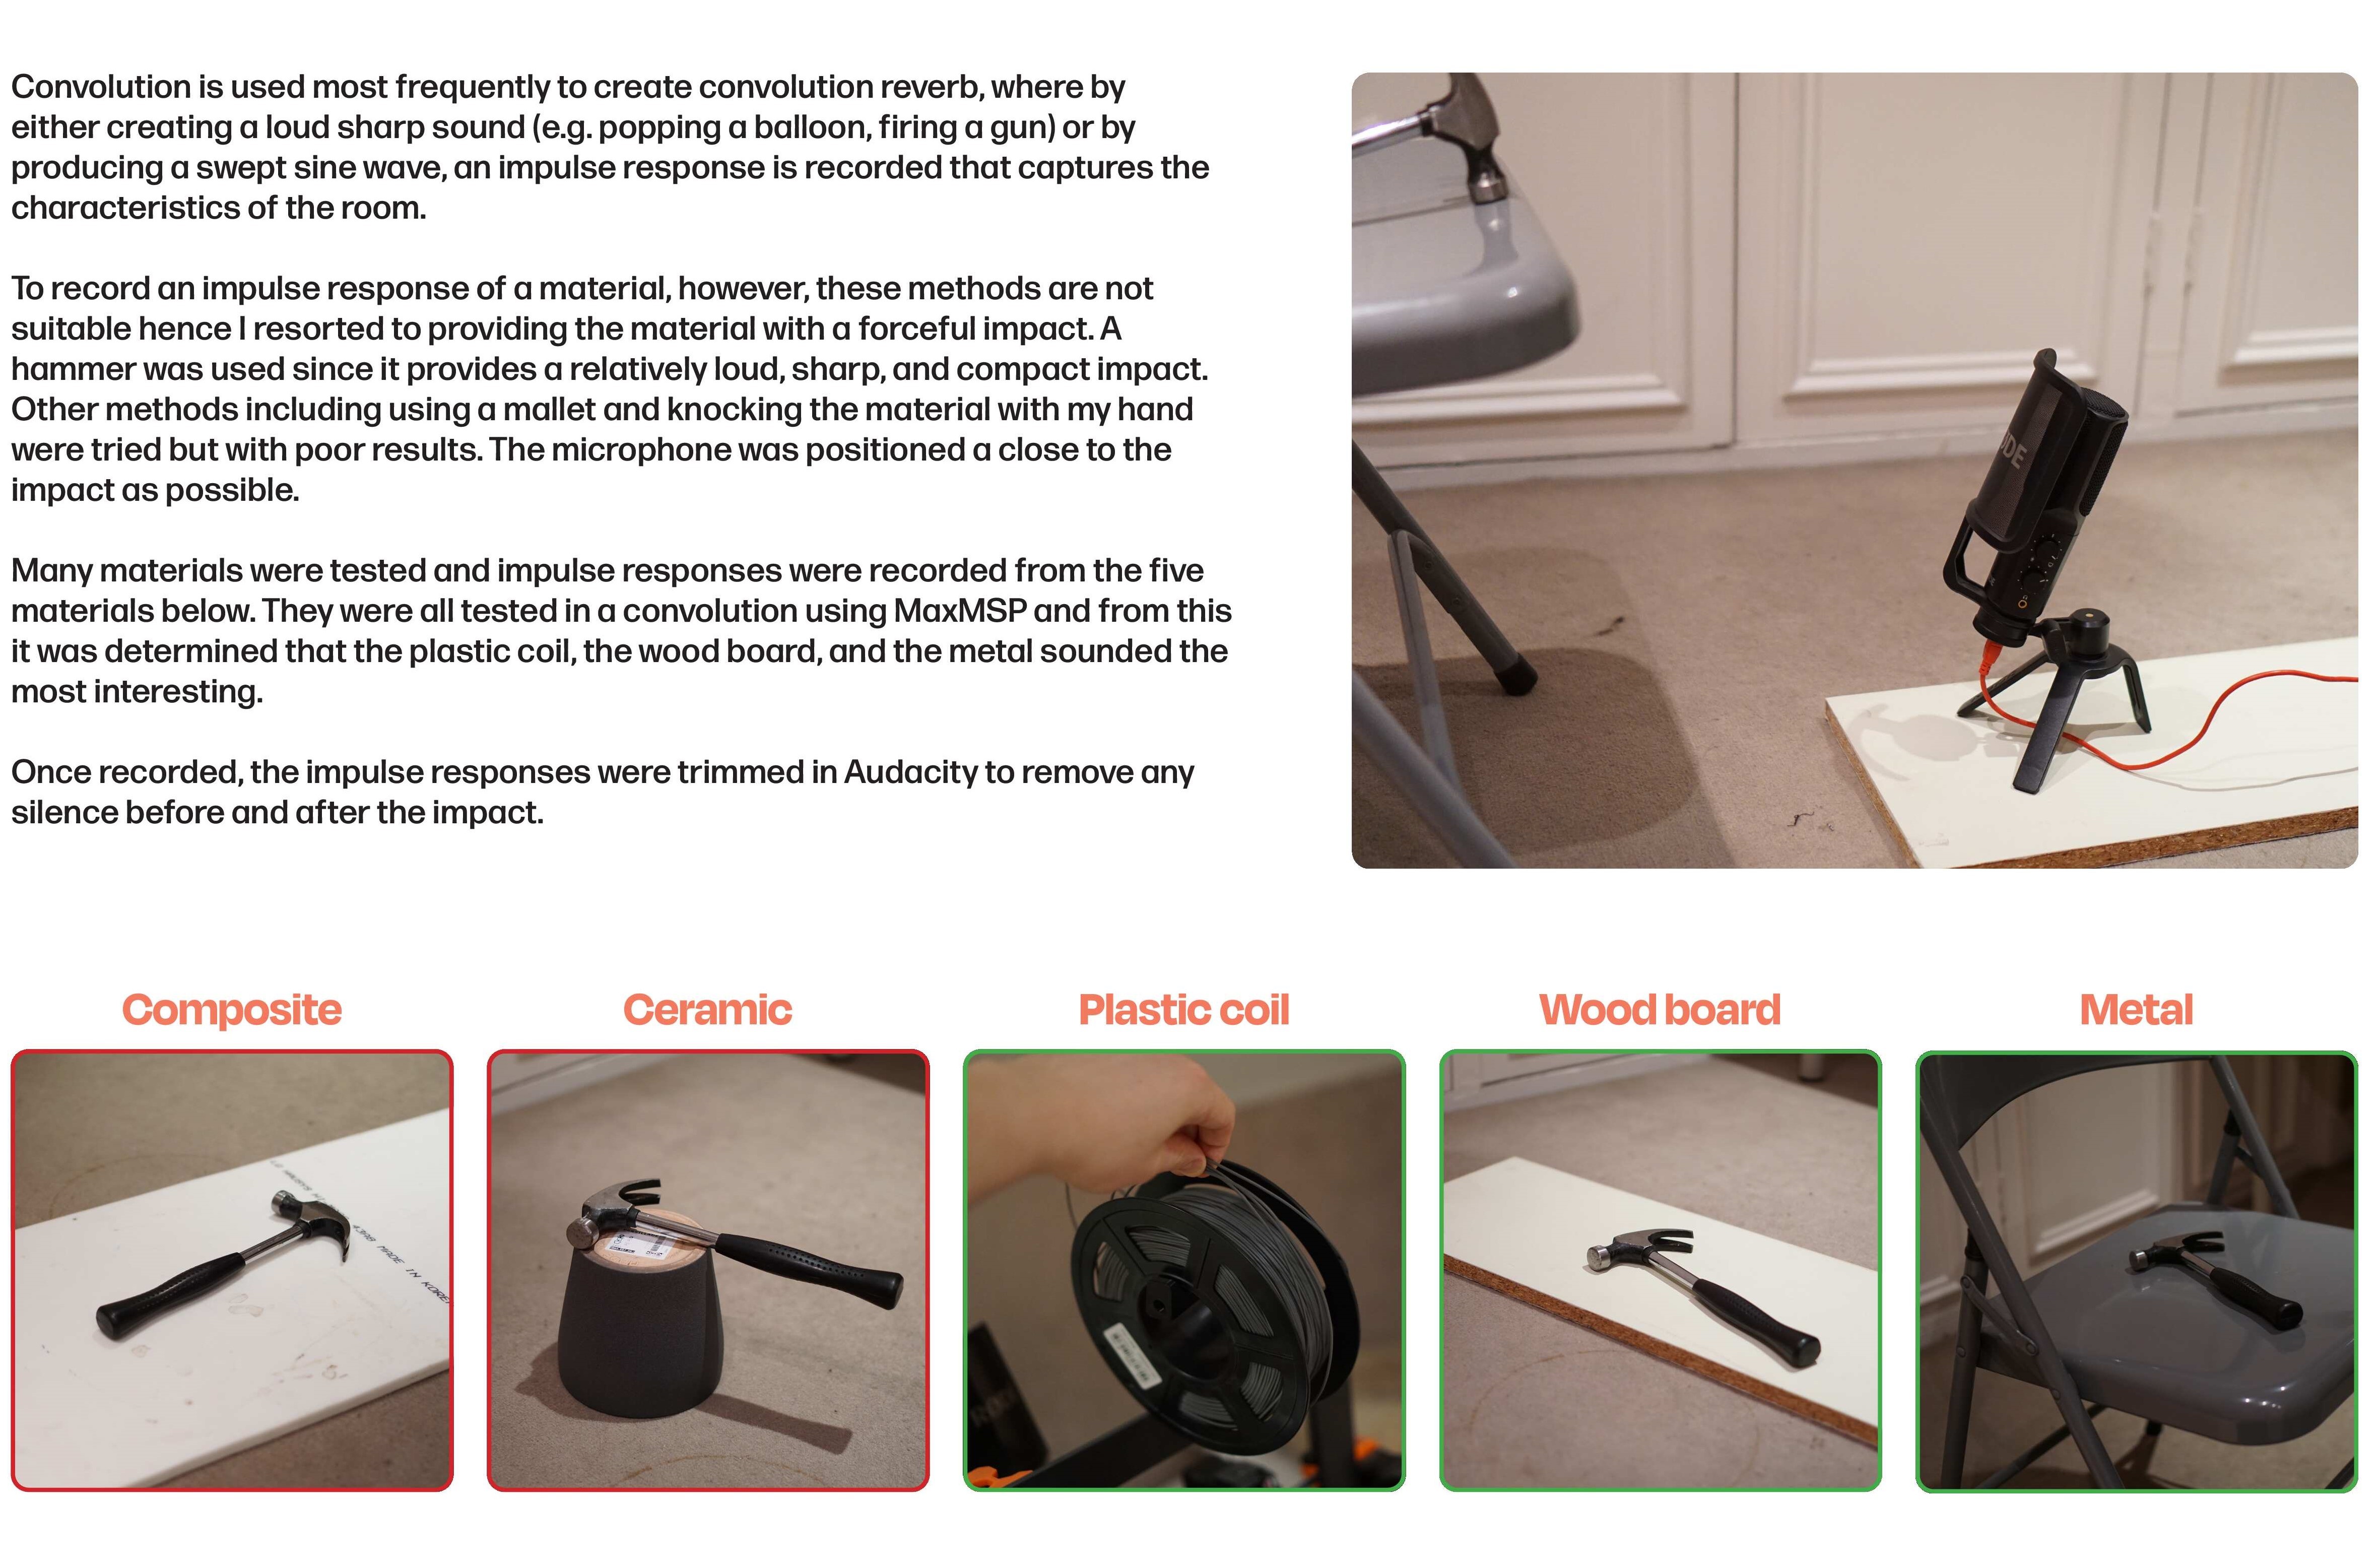 Convolution is used most frequently to create convolution reverb, where by
either creating a loud sharp sound (e.g. popping a balloon, firing a gun) or by
producing a swept sine wave, an impulse response is recorded that captures the
characteristics of the room.
To record an impulse response of a material, however, these methods are not
suitable hence I resorted to providing the material with a forceful impact. A
hammer was used since it provides a relatively loud, sharp, and compact impact.
Other methods including using a mallet and knocking the material with my hand
were tried but with poor results. The microphone was positioned a close to the
impact as possible.
Many materials were tested and impulse responses were recorded from the five
materials below. They were all tested in a convolution using MaxMSP and from this
it was determined that the plastic coil, the wood board, and the metal sounded the
most interesting.
Once recorded, the impulse responses were trimmed in Audacity to remove any
silence before and after the impact.
Composite
Ceramic
Plastic coil
Wood board
Metal
MADE IN KORE